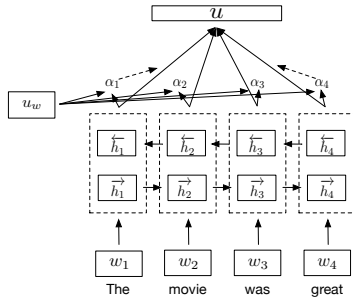 u
α₁ α₂ α₃ α₄
u_w
←h₁ ←h₂ ←h₃ ←h₄
→h₁ →h₂ →h₃ →h₄
w₁ w₂ w₃ w₄
The movie was great